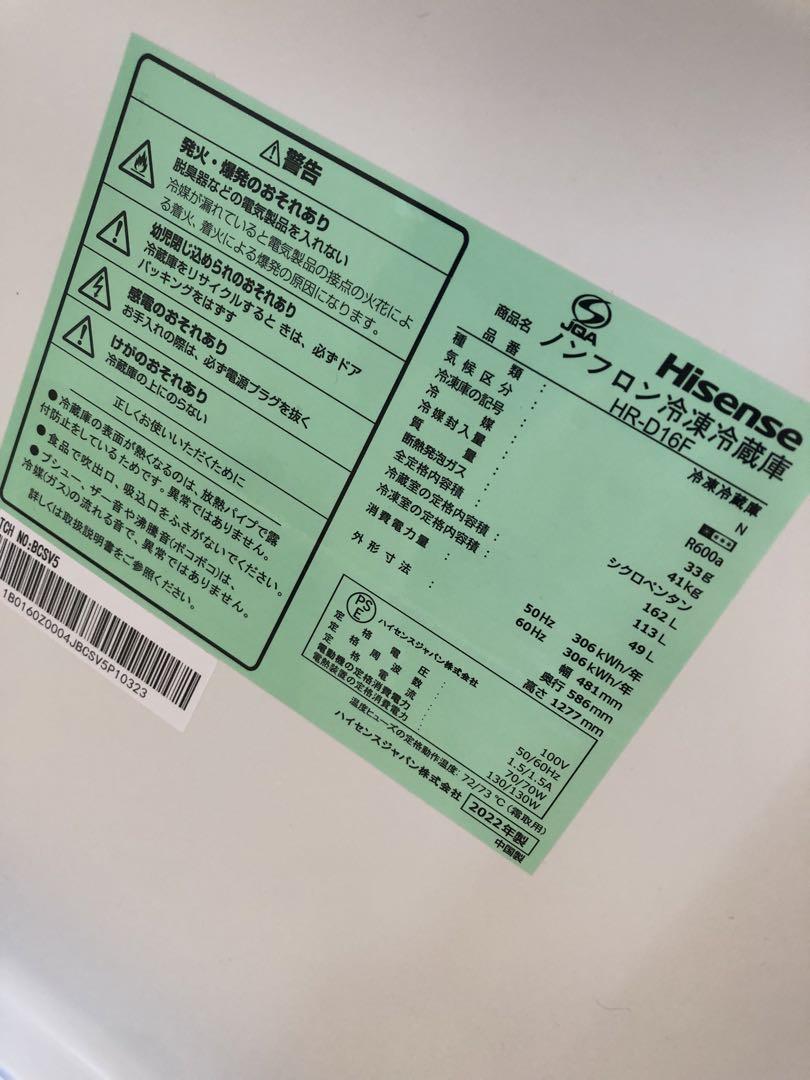 ⚠警告
発火・爆発のおそれあり
脱臭器などの電気製品を入れない
冷媒が漏れていると電気製品の接点の火花によ
る着火、着火による爆発の原因になります。
幼児閉じ込められのおそれあり
冷蔵庫をリサイクルするときは、必ずドア
パッキングをはずす
感電のおそれあり
お手入れの際は、必ず電源プラグを抜く
けがのおそれあり
冷蔵庫の上にのらない
正しくお使いいただくために
●冷蔵庫の表面が熱くなるのは、放熱パイプで露
付防止をしているためです。異常ではありません。
●食品で吹出口、吸込口をふさがないでください。
●ブシュー、ザー音や沸騰音(ポコポコ)は、
冷媒(ガス)の流れる音で、異常ではありません。
詳しくは取扱説明書をご参照ください。
TCH NO.:BCSV5
1B0160Z0004JBCSV5P10323
JQA
Hisense
商品名 ノンフロン冷凍冷蔵庫
品番: HR-D16F
種類: 冷凍冷蔵庫
気候区分: N
冷凍庫の記号:
冷媒: R600a
冷媒封入量: 33g
質量: 41kg
断熱発泡ガス: シクロペンタン
全定格内容積: 162L
冷蔵室の定格内容積: 113L
冷凍室の定格内容積: 49L
消費電力量: 50Hz 306kWh/年
60Hz 306kWh/年
外形寸法: 幅 481mm
奥行 586mm
高さ 1277mm
PS
E
ハイセンスジャパン株式会社
定格電圧: 100V
定格周波数: 50/60Hz
定格電流: 1.5/1.5A
電動機の定格消費電力: 70/70W
電熱装置の定格消費電力: 130/130W
温度ヒューズの定格動作温度: 72/73℃(霜取用)
ハイセンスジャパン株式会社 2022年製
中国製